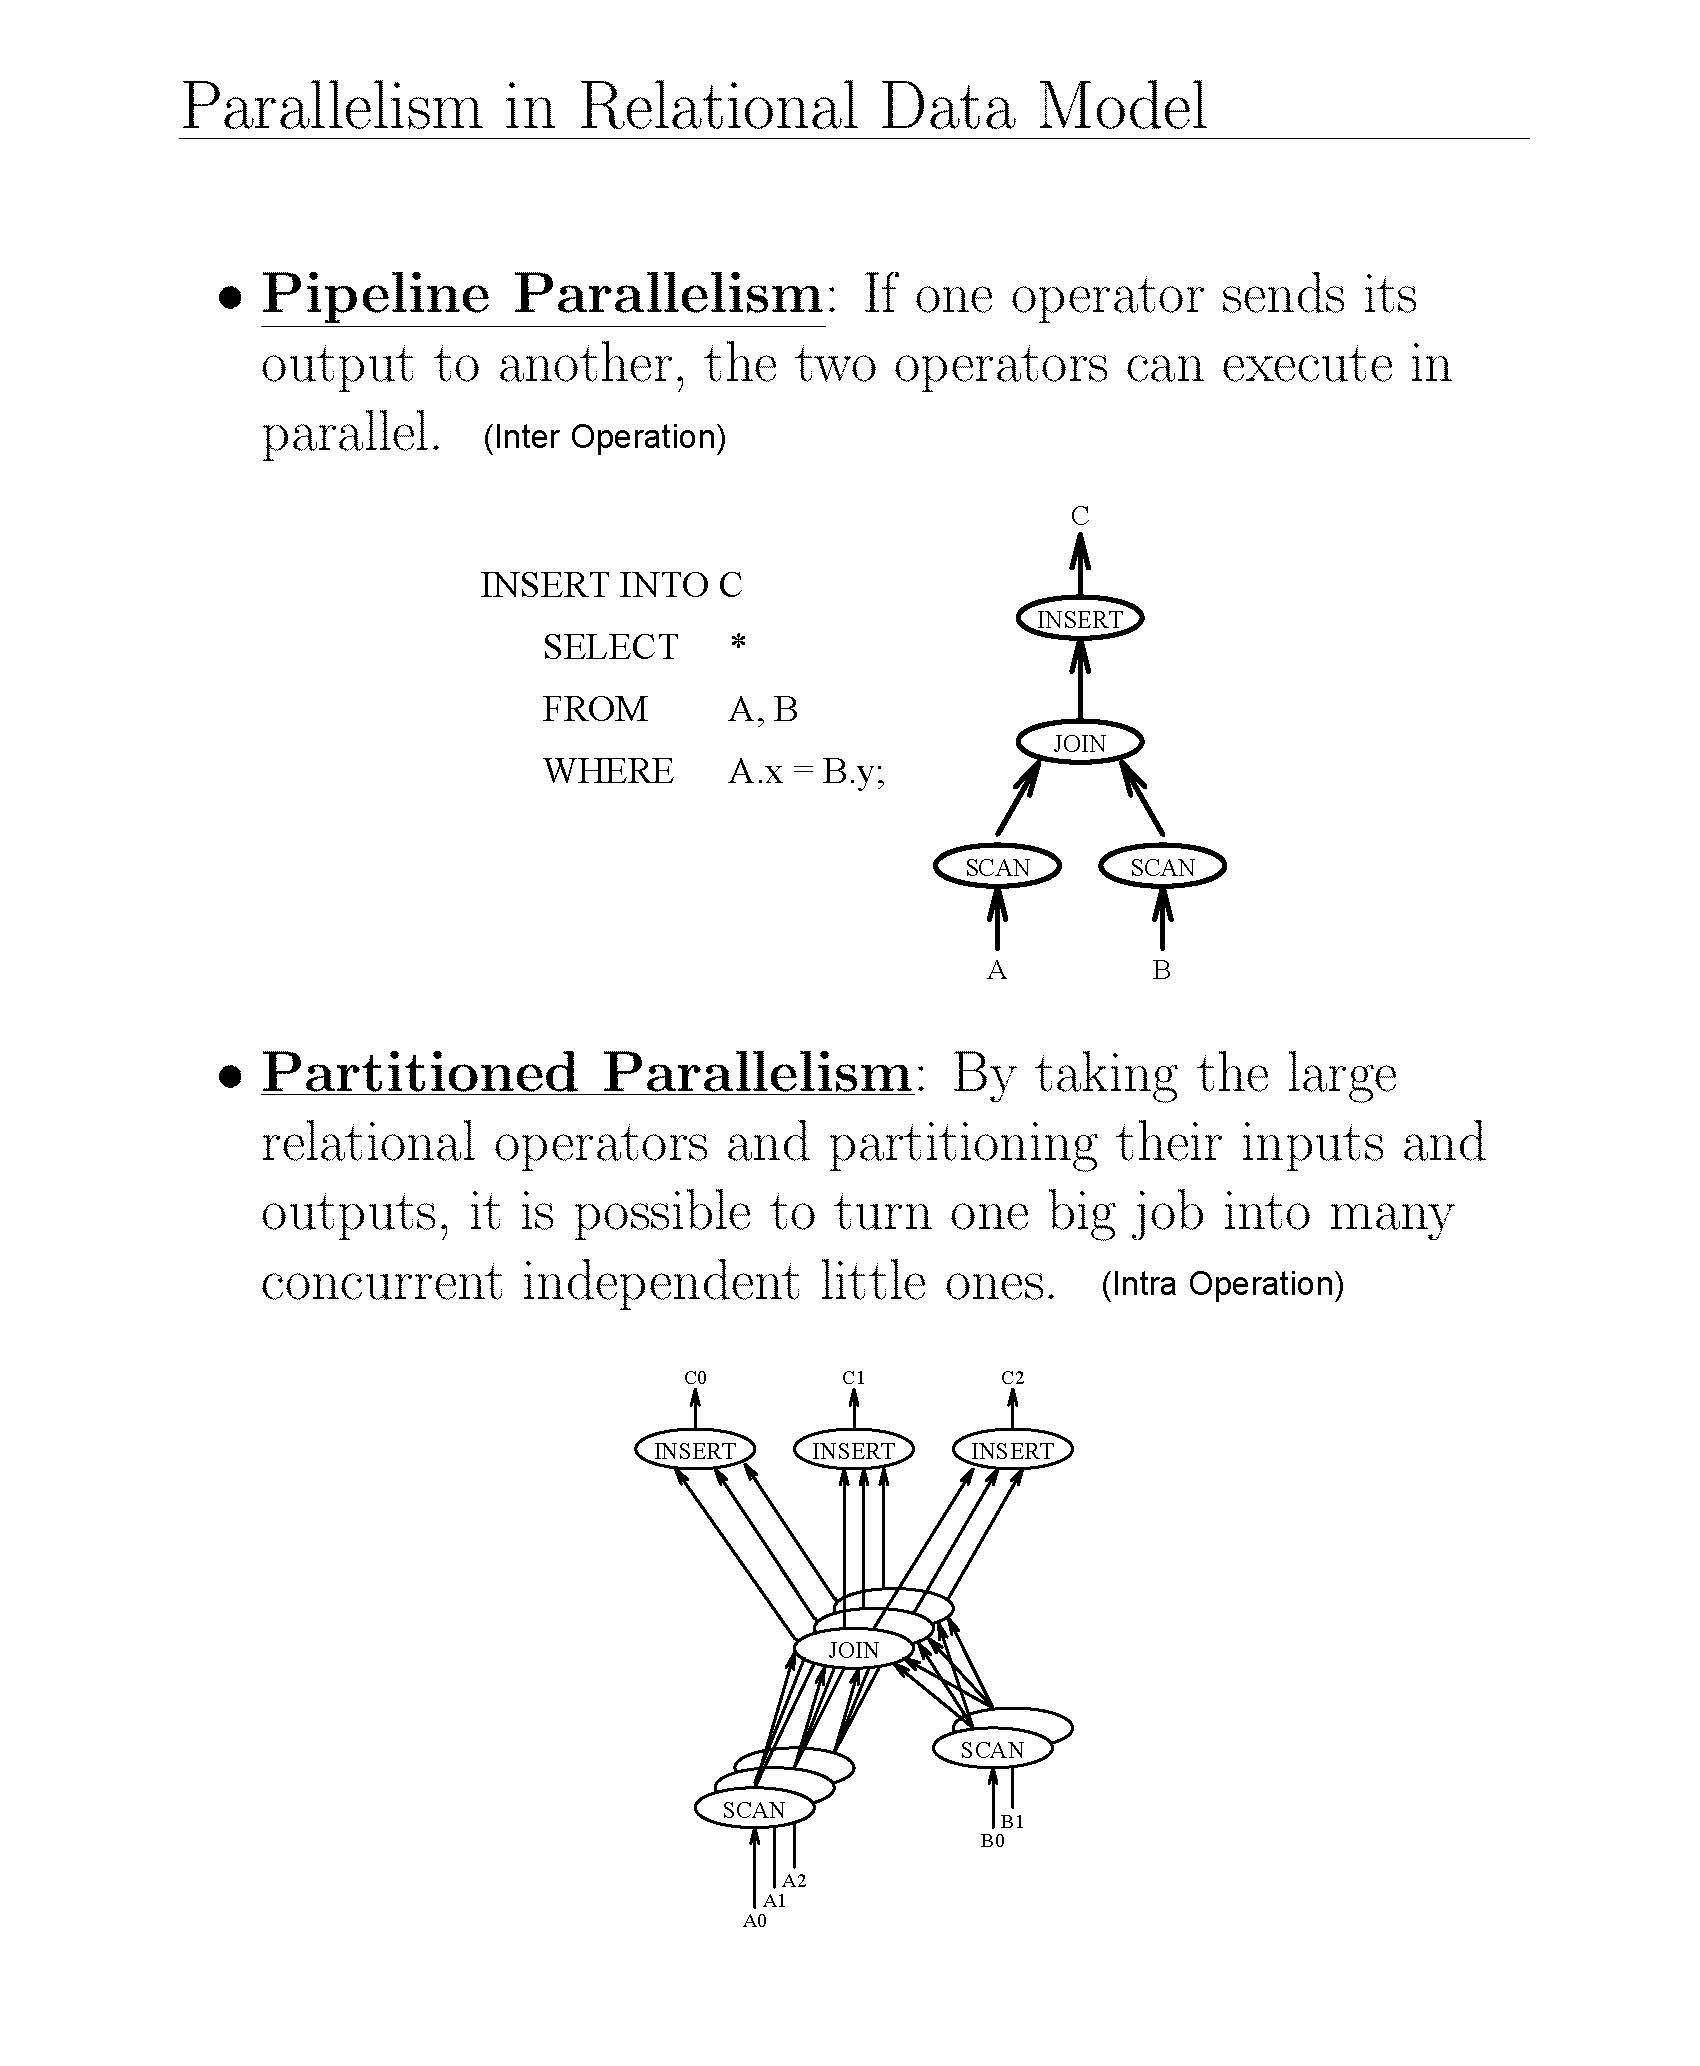 Parallelism in Relational Data Model
• Pipeline Parallelism: If one operator sends its
output to another, the two operators can execute in
parallel. (Inter Operation)
C
INSERT INTO C
INSERT
SELECT *
FROM A, B
JOIN
WHERE A.x = B.y;
SCAN SCAN
A B
• Partitioned Parallelism: By taking the large
relational operators and partitioning their inputs and
outputs, it is possible to turn one big job into many
concurrent independent little ones. (Intra Operation)
C0 C1 C2
INSERT INSERT INSERT
JOIN
SCAN
SCAN
B1
B0
A2
A1
A0